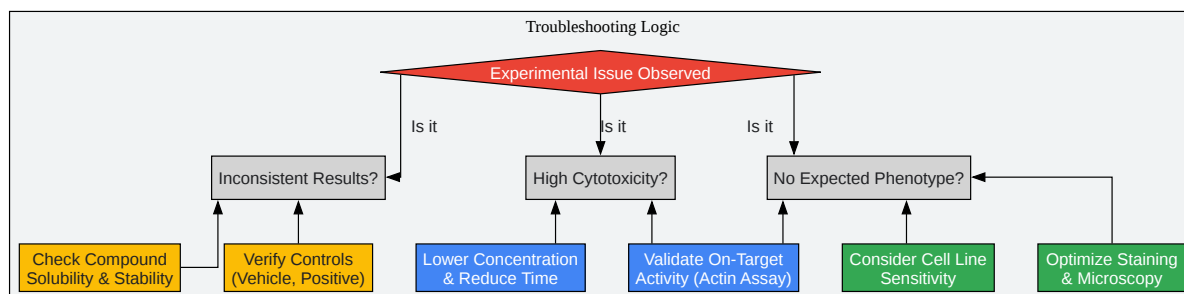 Troubleshooting Logic
Experimental Issue Observed
Is it
Is it
Is it
Inconsistent Results?
High Cytotoxicity?
No Expected Phenotype?
Check Compound
Solubility & Stability
Verify Controls
(Vehicle, Positive)
Lower Concentration
& Reduce Time
Validate On-Target
Activity (Actin Assay)
Consider Cell Line
Sensitivity
Optimize Staining
& Microscopy